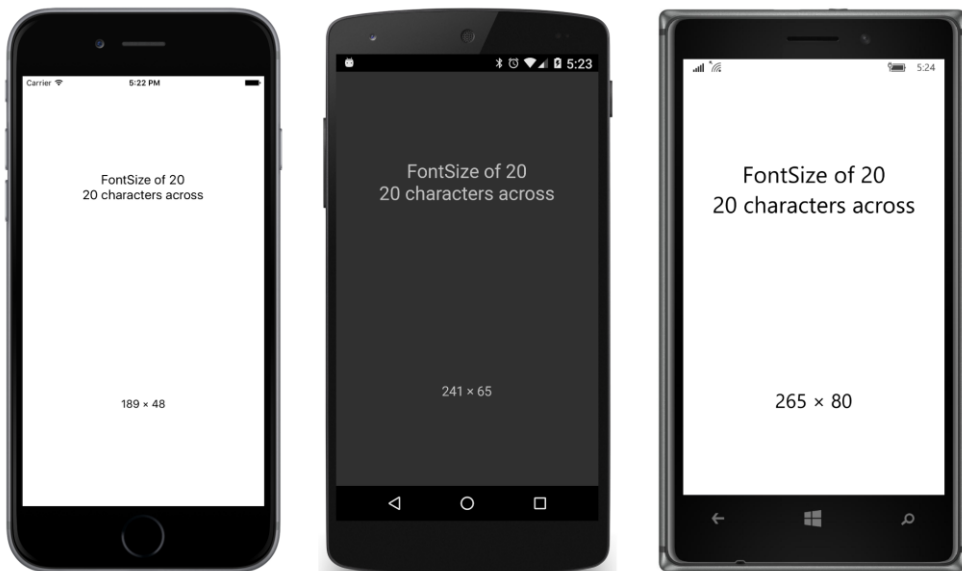 Carrier
5:22 PM
FontSize of 20
20 characters across
189 × 48
5:23
FontSize of 20
20 characters across
241 × 65
5:24
FontSize of 20
20 characters across
265 × 80